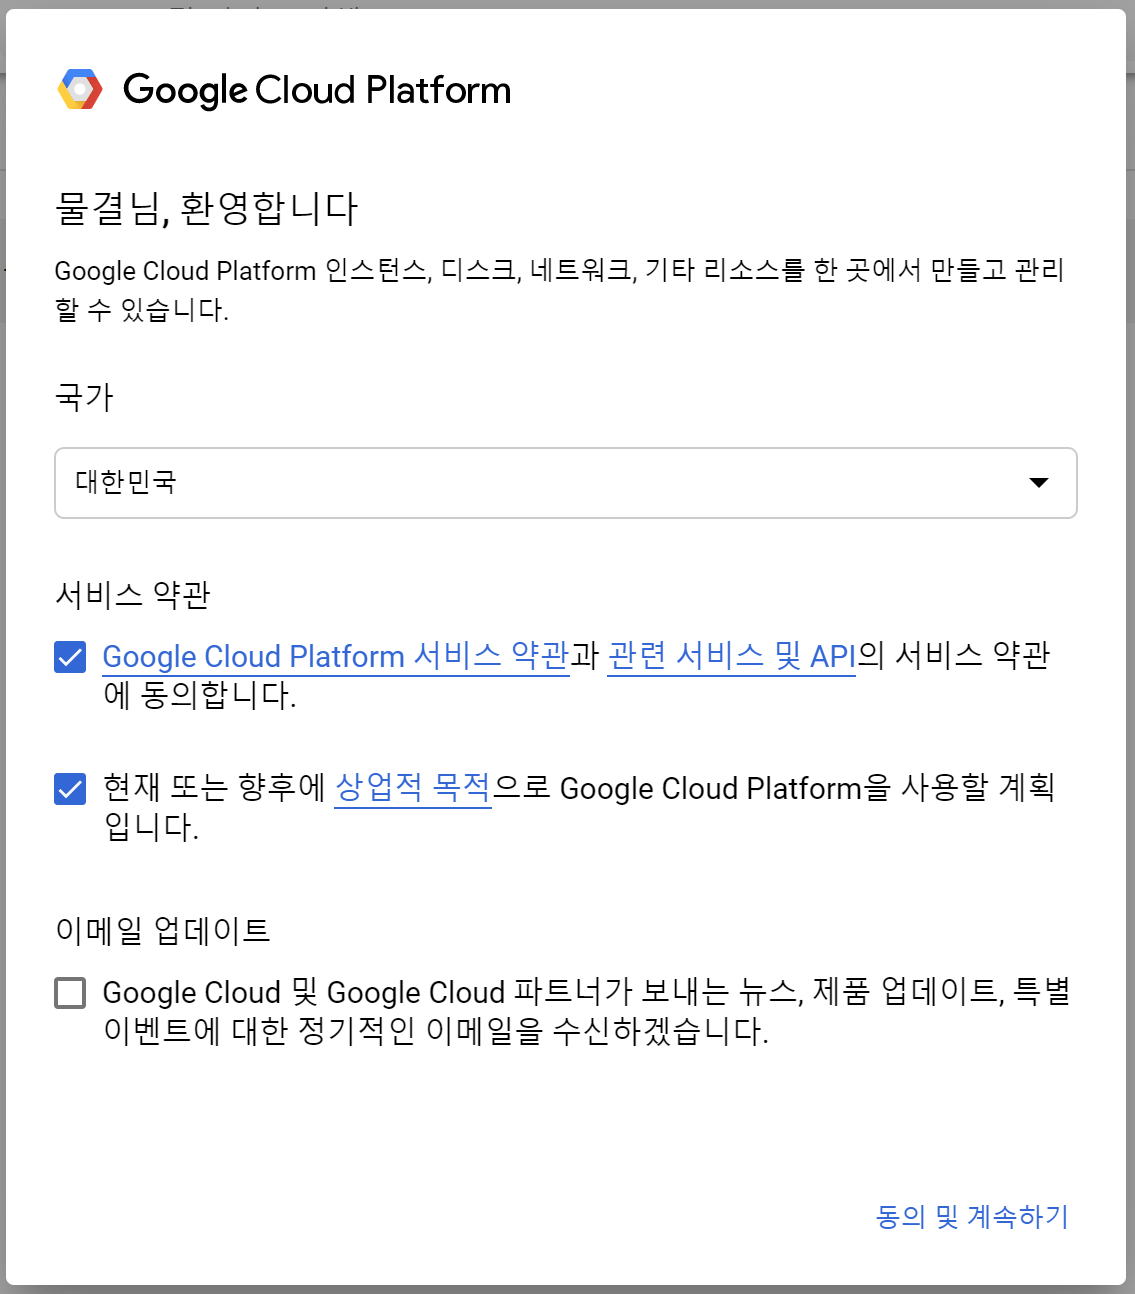 Google Cloud Platform
물결님, 환영합니다
Google Cloud Platform 인스턴스, 디스크, 네트워크, 기타 리소스를 한 곳에서 만들고 관리
할 수 있습니다.
국가
대한민국
서비스 약관
Google Cloud Platform 서비스 약관과 관련 서비스 및 API의 서비스 약관
에 동의합니다.
현재 또는 향후에 상업적 목적으로 Google Cloud Platform을 사용할 계획
입니다.
이메일 업데이트
Google Cloud 및 Google Cloud 파트너가 보내는 뉴스, 제품 업데이트, 특별
이벤트에 대한 정기적인 이메일을 수신하겠습니다.
동의 및 계속하기